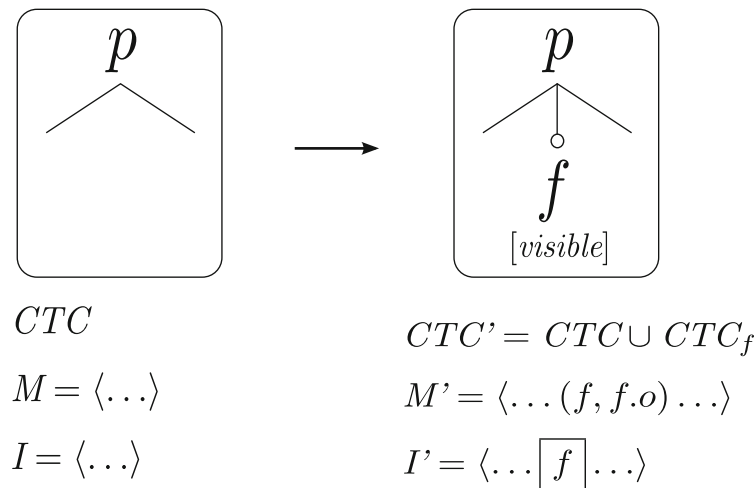 p
p
f
[visible]
CTC
CTC’ = CTC ∪ CTC_f
M = ⟨...⟩
M’ = ⟨... (f, f.o) ...⟩
I = ⟨...⟩
I’ = ⟨... f ...⟩